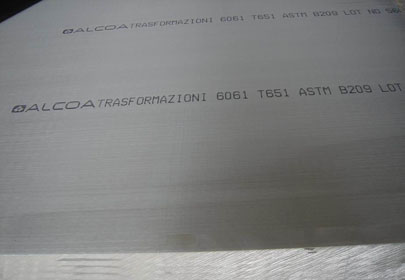 ALCOA TRASFORMAZIONI 6061 T651 ASTM B209 LOT NO
ALCOA TRASFORMAZIONI 6061 T651 ASTM B209 LOT